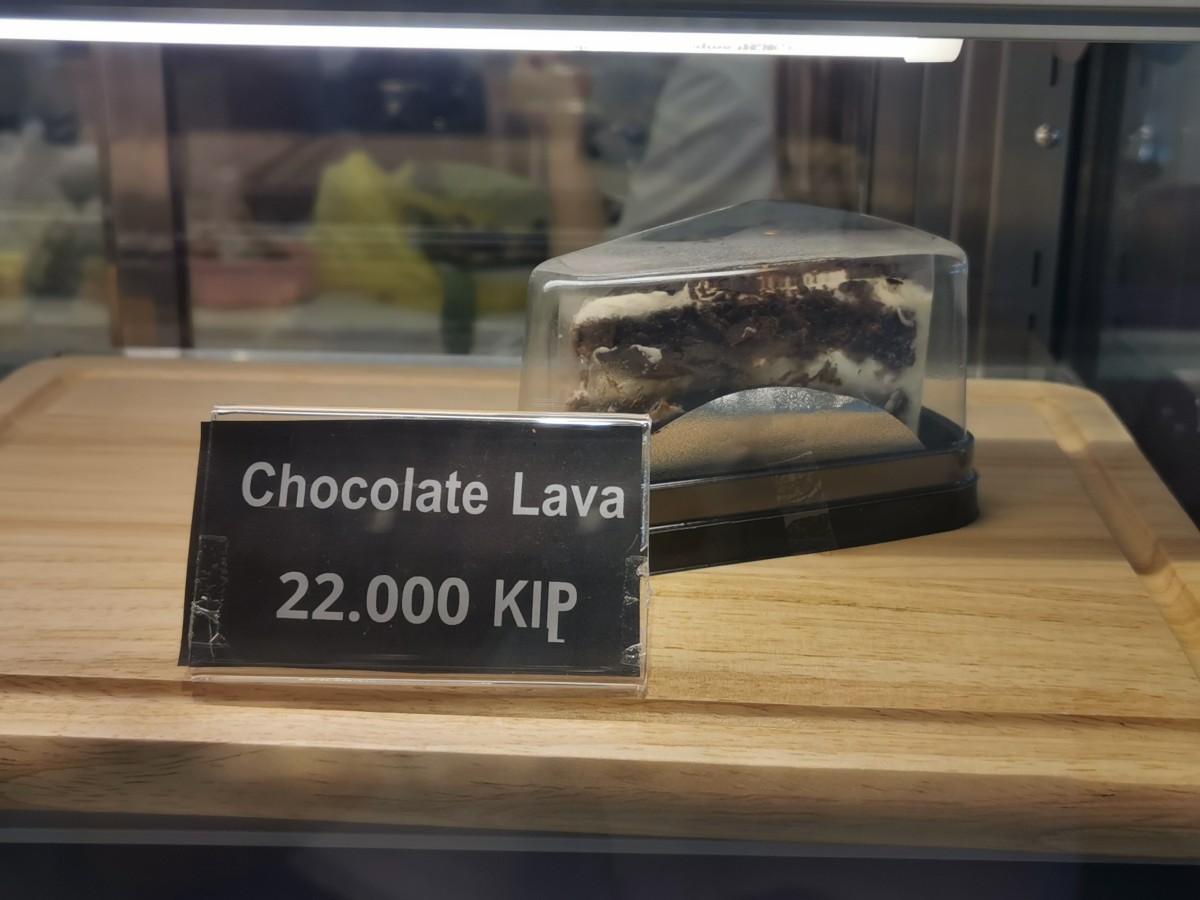 Chocolate Lava
22.000 KIP